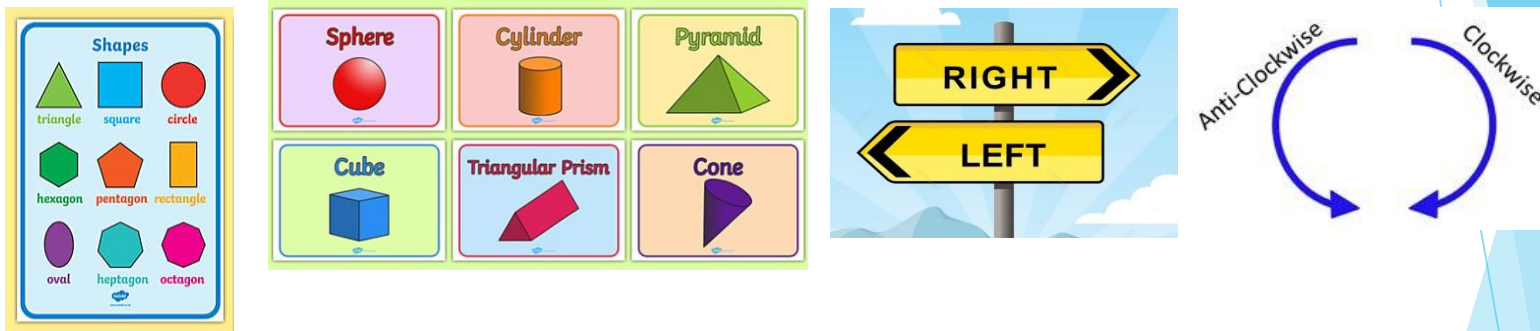 Shapes
triangle square circle
hexagon pentagon rectangle
oval heptagon octagon
Sphere
Cylinder
Pyramid
Cube
Triangular Prism
Cone
RIGHT
LEFT
Anti-Clockwise
Clockwise